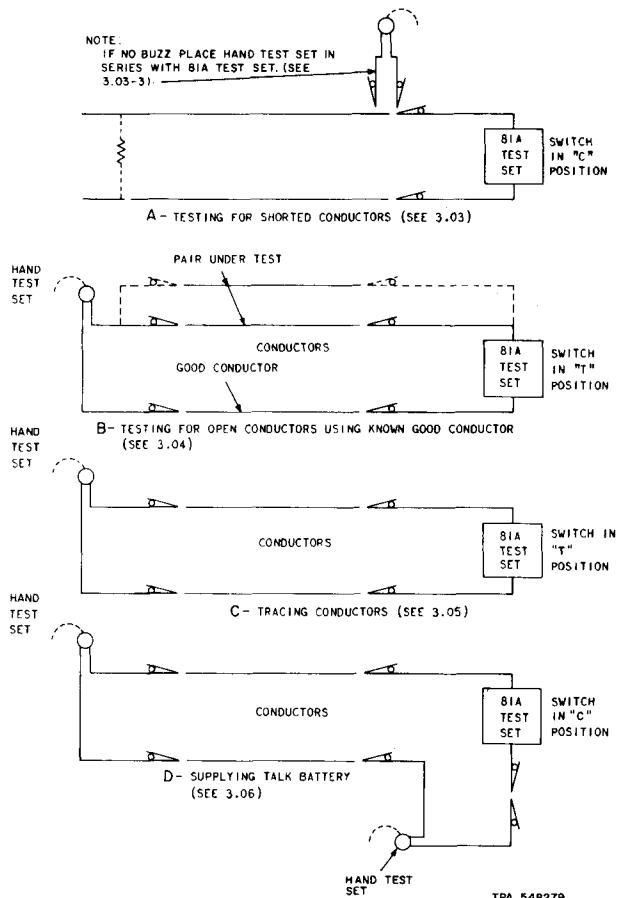 NOTE:
IF NO BUZZ PLACE HAND TEST SET IN
SERIES WITH 81A TEST SET. (SEE
3.03-3)
81A
TEST
SET
SWITCH
IN "C"
POSITION
A - TESTING FOR SHORTED CONDUCTORS (SEE 3.03)
HAND
TEST
SET
PAIR UNDER TEST
CONDUCTORS
GOOD CONDUCTOR
81A
TEST
SET
SWITCH
IN "T"
POSITION
B - TESTING FOR OPEN CONDUCTORS USING KNOWN GOOD CONDUCTOR
(SEE 3.04)
HAND
TEST
SET
CONDUCTORS
81A
TEST
SET
SWITCH IN
"T"
POSITION
C - TRACING CONDUCTORS (SEE 3.05)
HAND
TEST
SET
CONDUCTORS
81A
TEST
SET
SWITCH
IN "C"
POSITION
D - SUPPLYING TALK BATTERY
(SEE 3.06)
HAND TEST
SET
TPA 548279